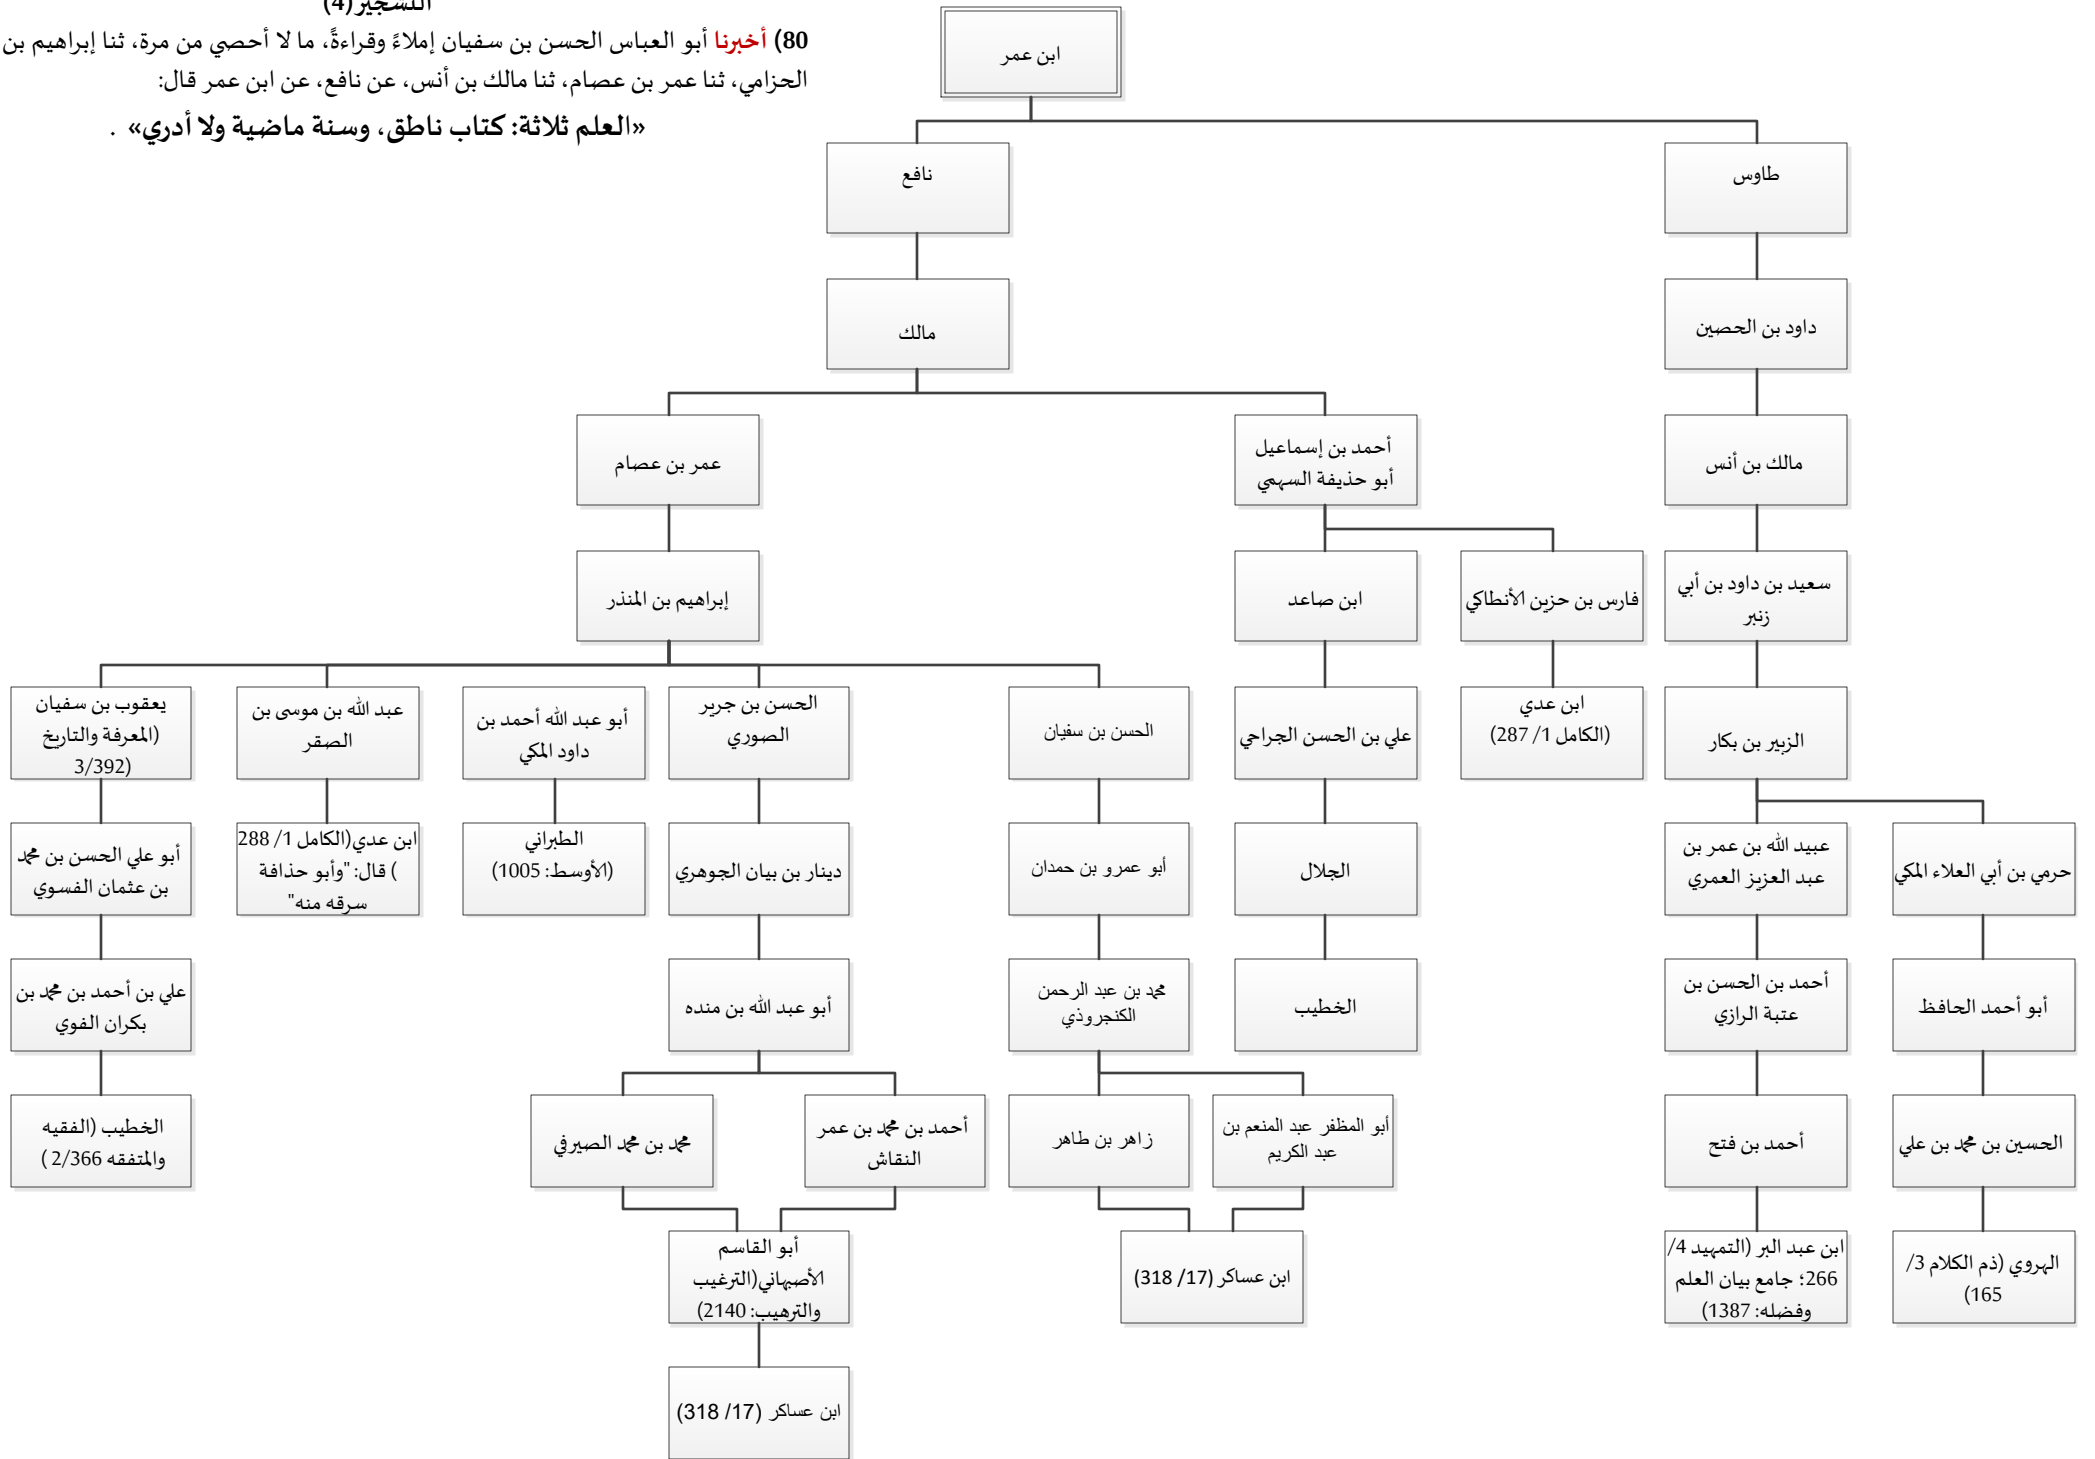 التشجير(4)
80) أخبرنا أبو العباس الحسن بن سفيان إملاءً وقراءةً، ما لا أحصي من مرة، ثنا إبراهيم بن
الحزامي، ثنا عمر بن عصام، ثنا مالك بن أنس، عن نافع، عن ابن عمر قال:
«العلم ثلاثة: كتاب ناطق، وسنة ماضية ولا أدري» .
ابن عمر
طاوس
نافع
داود بن الحصين
مالك
مالك بن أنس
أحمد بن إسماعيل
أبو حذيفة السهمي
عمر بن عصام
سعيد بن داود بن أبي
زنبر
فارس بن حزين الأنطاكي
ابن صاعد
إبراهيم بن المنذر
الزبير بن بكار
ابن عدي
(الكامل 1/ 287)
علي بن الحسن الجراحي
الحسن بن سفيان
الحسن بن جرير
الصوري
أبو عبد الله أحمد بن
داود المكي
عبد الله بن موسى بن
الصقر
يعقوب بن سفيان
(المعرفة والتاريخ
3/392)
حرمي بن أبي العلاء المكي
عبيد الله بن عمر بن
عبد العزيز العمري
الجلال
أبو عمرو بن حمدان
دينار بن بيان الجوهري
الطبراني
(الأوسط: 1005)
ابن عدي(الكامل 1/ 288
) قال: "وأبو حذافة
سرقه منه"
أبو علي الحسن بن محمد
بن عثمان الفسوي
أبو أحمد الحافظ
أحمد بن الحسن بن
عتبة الرازي
الخطيب
محمد بن عبد الرحمن
الكنجروذي
أبو عبد الله بن منده
علي بن أحمد بن محمد بن
بكران الفوي
الحسين بن محمد بن علي
أحمد بن فتح
أبو المظفر عبد المنعم بن
عبد الكريم
زاهر بن طاهر
أحمد بن محمد بن عمر
النقاش
محمد بن محمد الصيرفي
الخطيب (الفقيه
والمتفقه 2/366 )
الهروي (ذم الكلام 3/
165)
ابن عبد البر (التمهيد 4/
266؛ جامع بيان العلم
وفضله: 1387)
ابن عساكر (17/ 318)
أبو القاسم
الأصبهاني(الترغيب
والترهيب: 2140)
ابن عساكر (17/ 318)